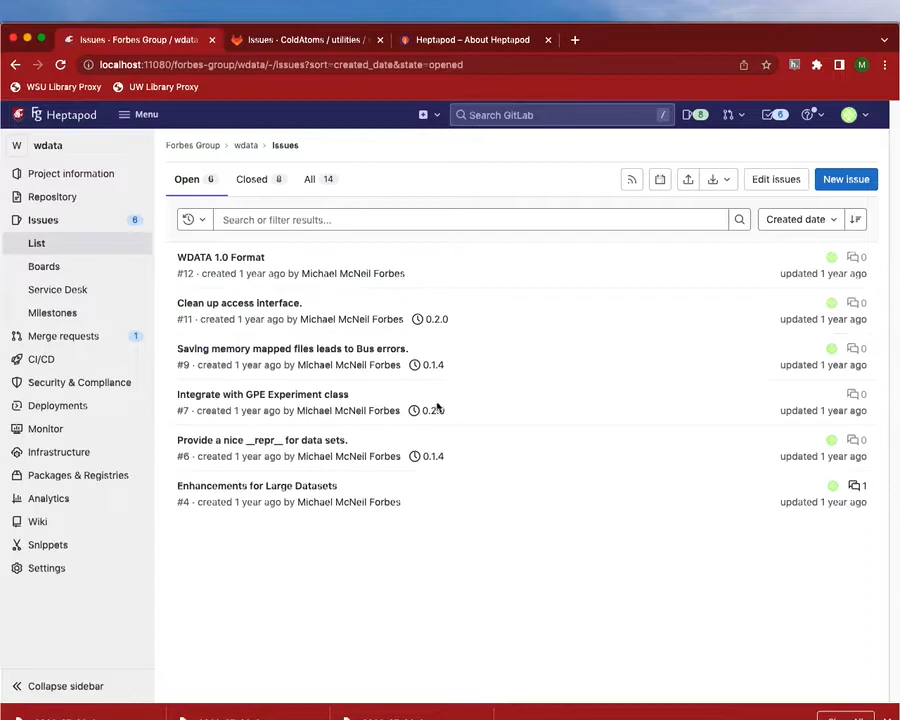 Issues · Forbes Group / wdata
Issues · ColdAtoms / utilities /
Heptapod – About Heptapod
localhost:11080/forbes-group/wdata/-/issues?sort=created_date&state=opened
M
WSU Library Proxy
UW Library Proxy
Heptapod
Menu
Search GitLab
/
8
6
W
wdata
Forbes Group › wdata › Issues
Project information
Open 6
Closed 8
All 14
Edit issues
New issue
Repository
Issues 6
Search or filter results...
Created date
List
WDATA 1.0 Format
0
Boards
#12 · created 1 year ago by Michael McNeil Forbes
updated 1 year ago
Service Desk
Clean up access interface.
0
Milestones
#11 · created 1 year ago by Michael McNeil Forbes 0.2.0
updated 1 year ago
Merge requests 1
Saving memory mapped files leads to Bus errors.
0
CI/CD
#9 · created 1 year ago by Michael McNeil Forbes 0.1.4
updated 1 year ago
Security & Compliance
Integrate with GPE Experiment class
0
Deployments
#7 · created 1 year ago by Michael McNeil Forbes
updated 1 year ago
Monitor
Provide a nice __repr__ for data sets.
0
Infrastructure
#6 · created 1 year ago by Michael McNeil Forbes 0.1.4
updated 1 year ago
Packages & Registries
Enhancements for Large Datasets
1
Analytics
#4 · created 1 year ago by Michael McNeil Forbes
updated 1 year ago
Wiki
Snippets
Settings
Collapse sidebar